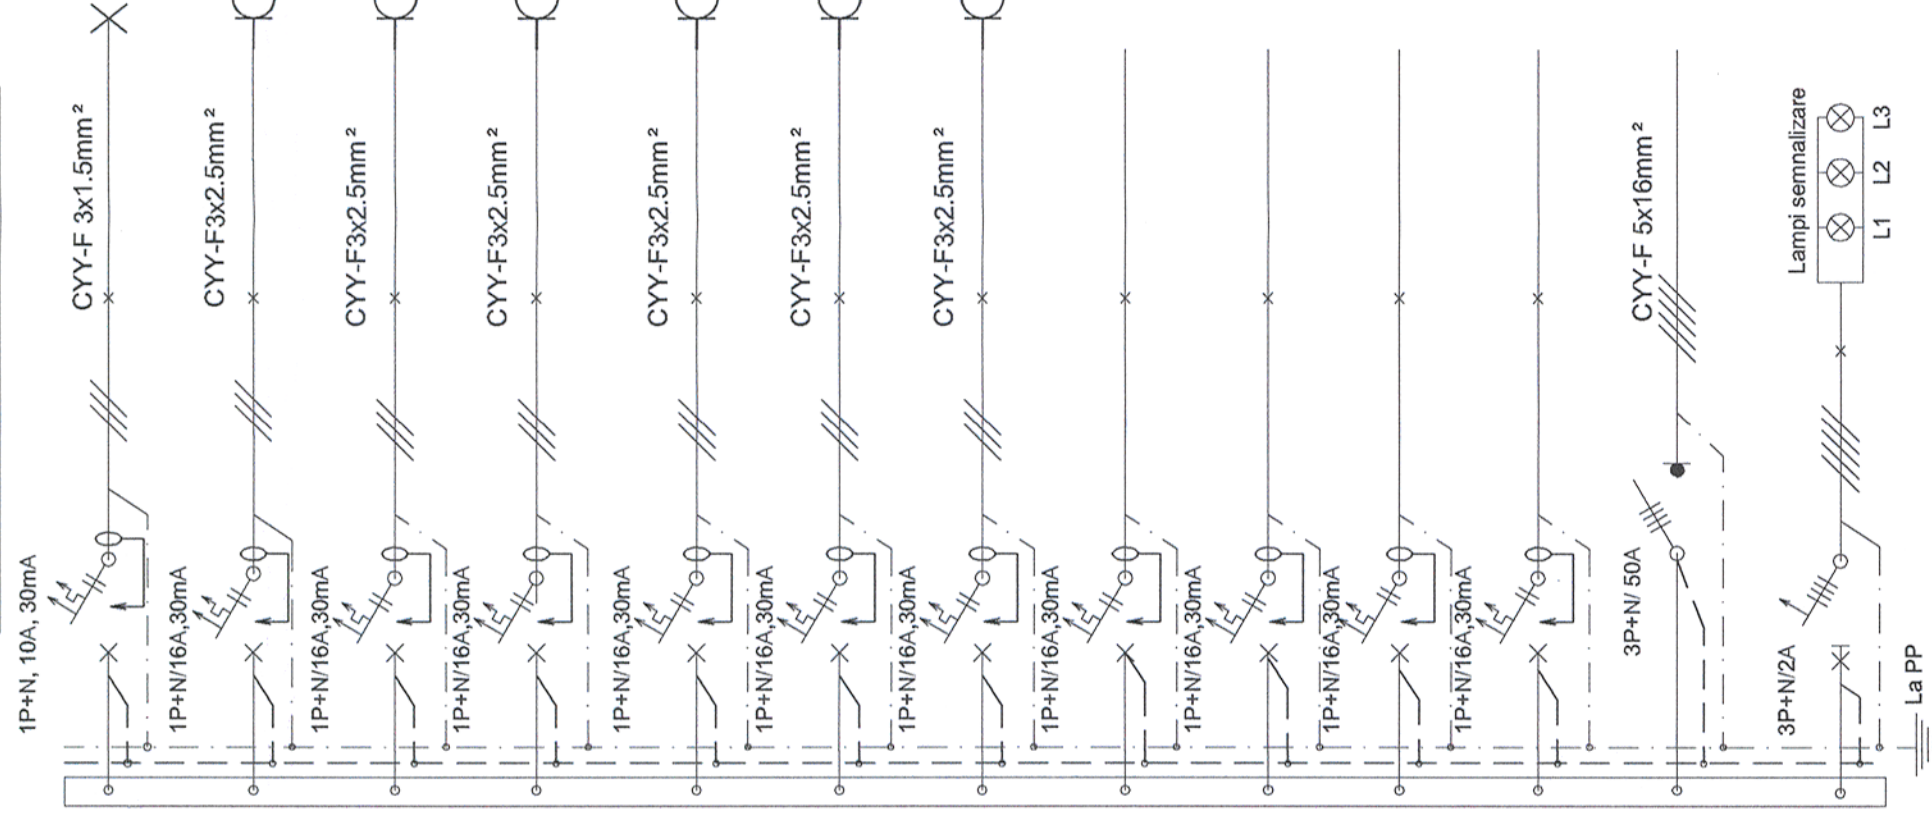 1P+N, 10A, 30mA
CYY-F 3x1.5mm²
1P+N/16A,30mA
CYY-F3x2.5mm²
1P+N/16A,30mA
CYY-F3x2.5mm²
1P+N/16A,30mA
CYY-F3x2.5mm²
1P+N/16A,30mA
CYY-F3x2.5mm²
1P+N/16A,30mA
CYY-F3x2.5mm²
1P+N/16A,30mA
CYY-F3x2.5mm²
1P+N/16A,30mA
1P+N/16A,30mA
1P+N/16A,30mA
1P+N/16A,30mA
3P+N/ 50A
CYY-F 5x16mm²
3P+N/2A
Lampi semnalizare
L1 L2 L3
La PP